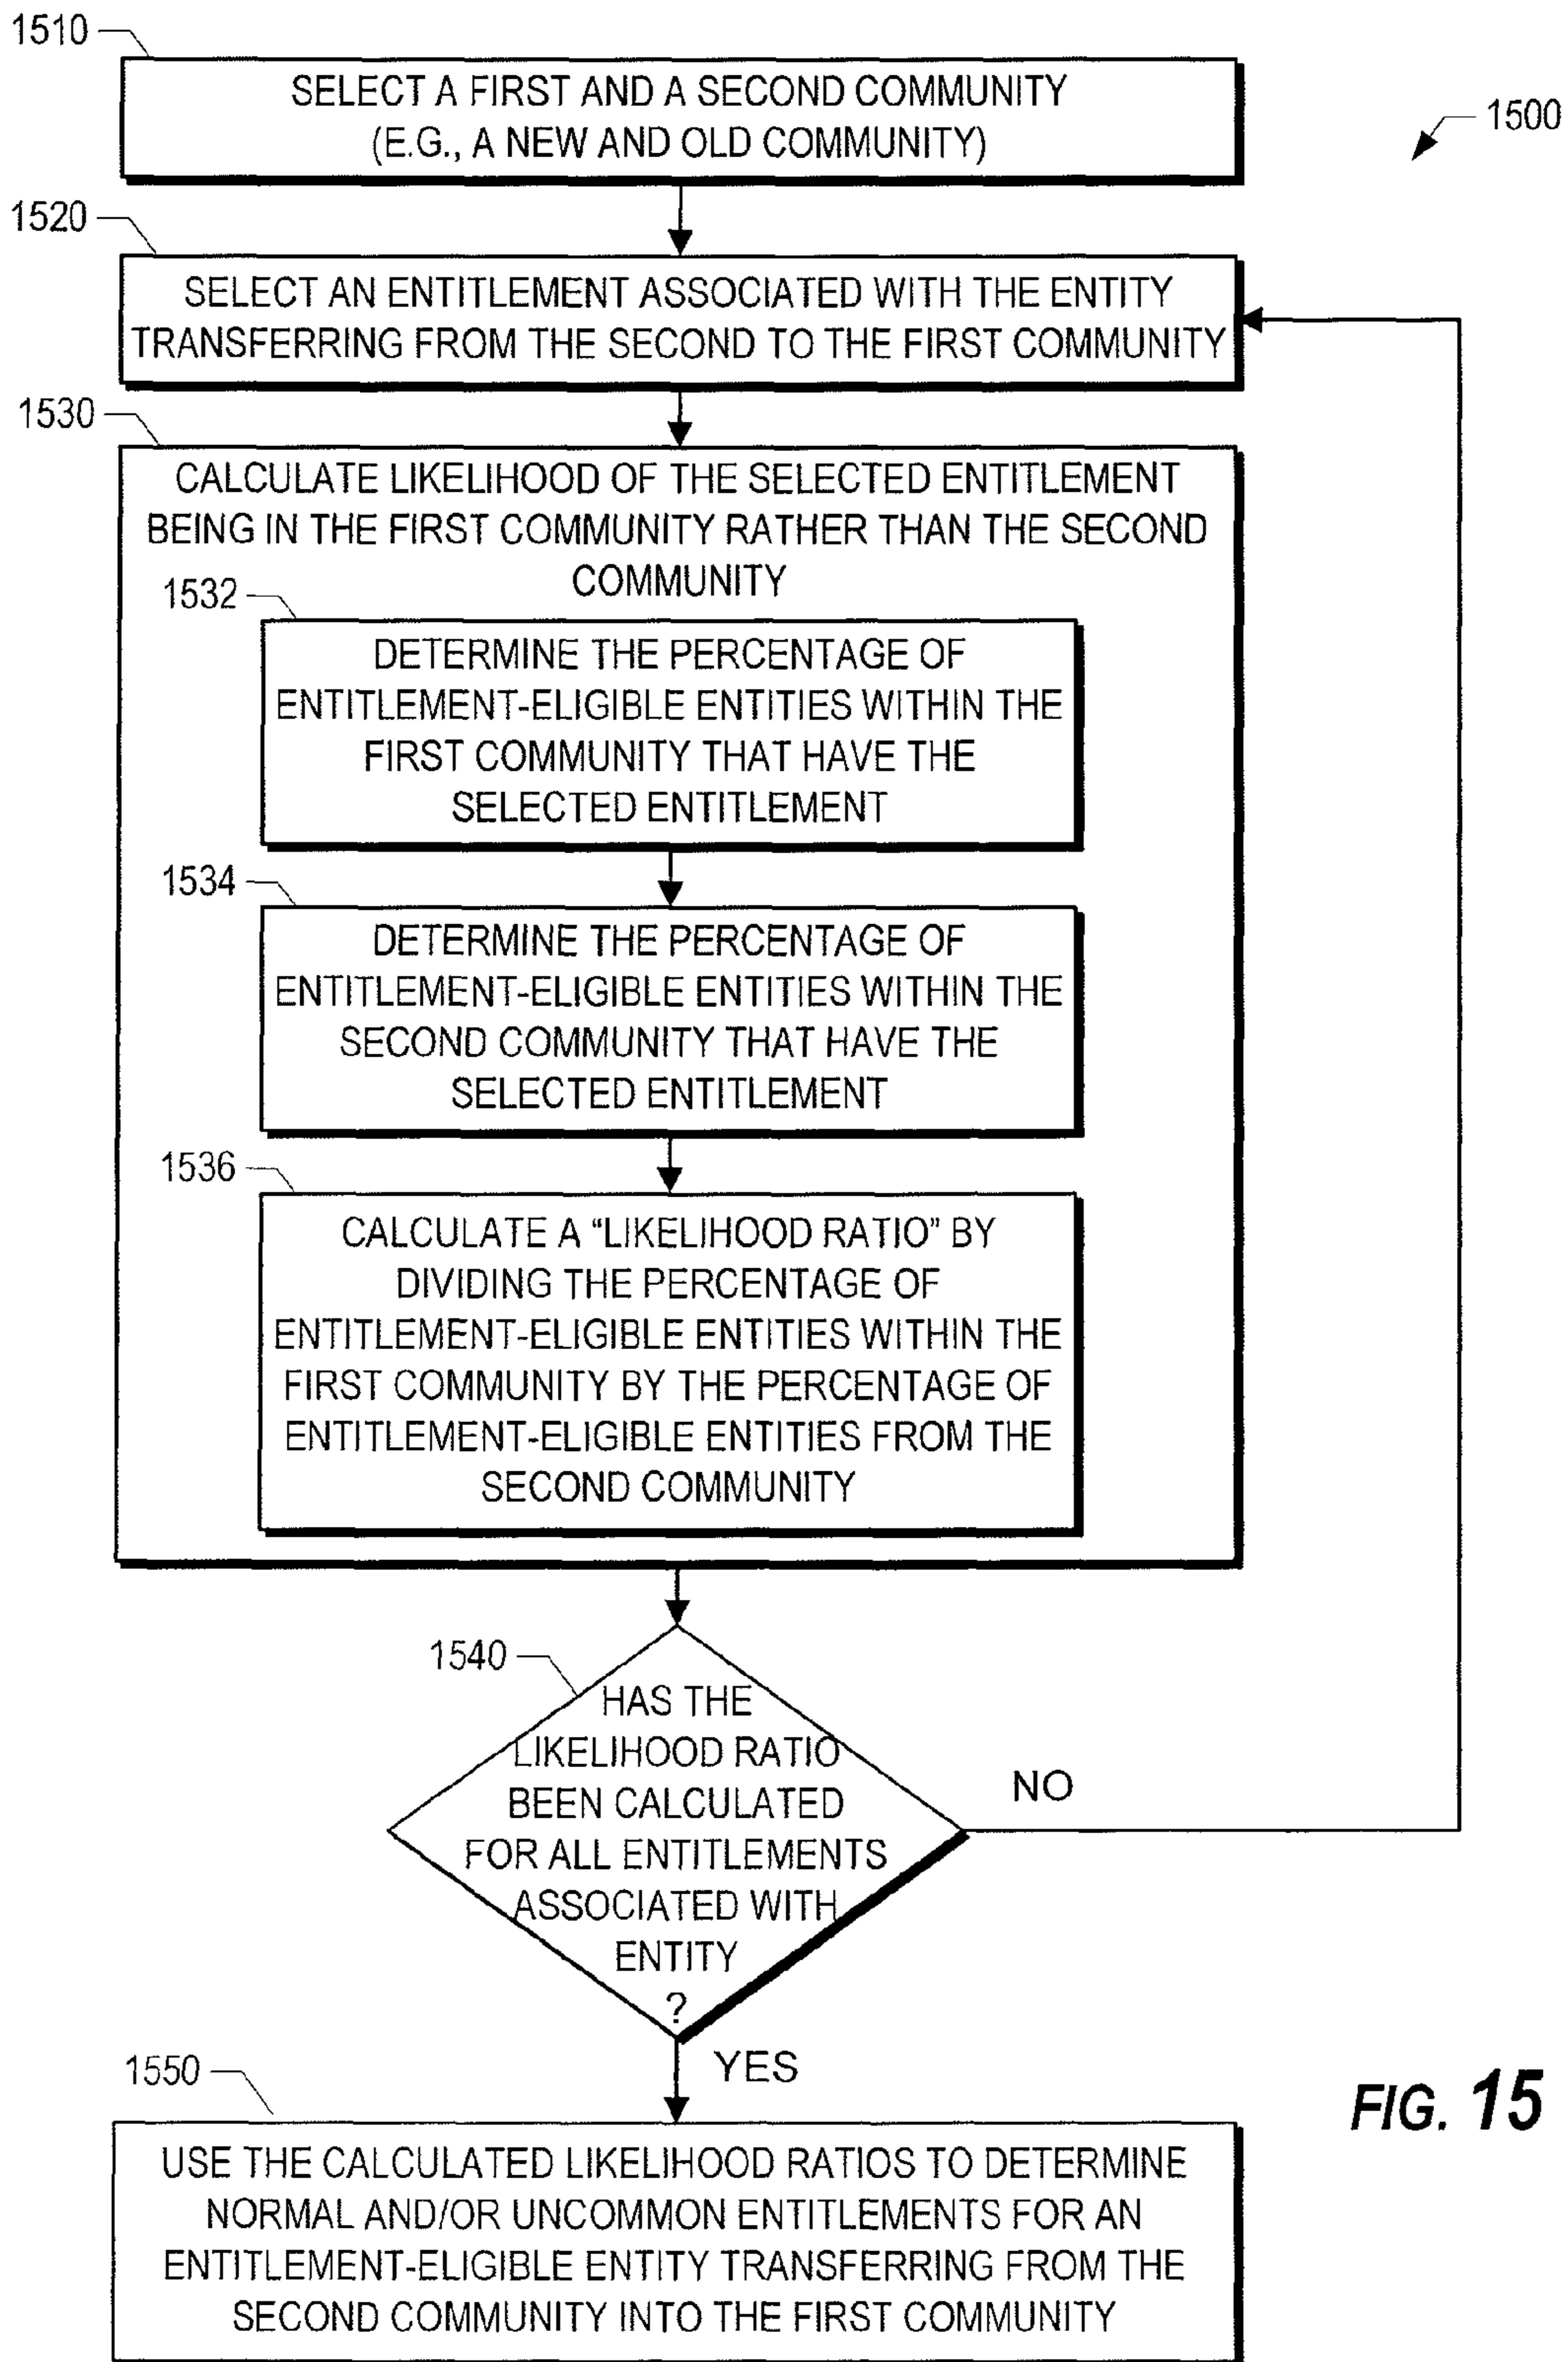 1510
SELECT A FIRST AND A SECOND COMMUNITY
(E.G., A NEW AND OLD COMMUNITY)
1500
1520
SELECT AN ENTITLEMENT ASSOCIATED WITH THE ENTITY
TRANSFERRING FROM THE SECOND TO THE FIRST COMMUNITY
1530
CALCULATE LIKELIHOOD OF THE SELECTED ENTITLEMENT
BEING IN THE FIRST COMMUNITY RATHER THAN THE SECOND
COMMUNITY
1532
DETERMINE THE PERCENTAGE OF
ENTITLEMENT-ELIGIBLE ENTITIES WITHIN THE
FIRST COMMUNITY THAT HAVE THE
SELECTED ENTITLEMENT
1534
DETERMINE THE PERCENTAGE OF
ENTITLEMENT-ELIGIBLE ENTITIES WITHIN THE
SECOND COMMUNITY THAT HAVE THE
SELECTED ENTITLEMENT
1536
CALCULATE A “LIKELIHOOD RATIO” BY
DIVIDING THE PERCENTAGE OF
ENTITLEMENT-ELIGIBLE ENTITIES WITHIN THE
FIRST COMMUNITY BY THE PERCENTAGE OF
ENTITLEMENT-ELIGIBLE ENTITIES FROM THE
SECOND COMMUNITY
1540
HAS THE
LIKELIHOOD RATIO
BEEN CALCULATED
FOR ALL ENTITLEMENTS
ASSOCIATED WITH
ENTITY
?
NO
YES
1550
USE THE CALCULATED LIKELIHOOD RATIOS TO DETERMINE
NORMAL AND/OR UNCOMMON ENTITLEMENTS FOR AN
ENTITLEMENT-ELIGIBLE ENTITY TRANSFERRING FROM THE
SECOND COMMUNITY INTO THE FIRST COMMUNITY
FIG. 15